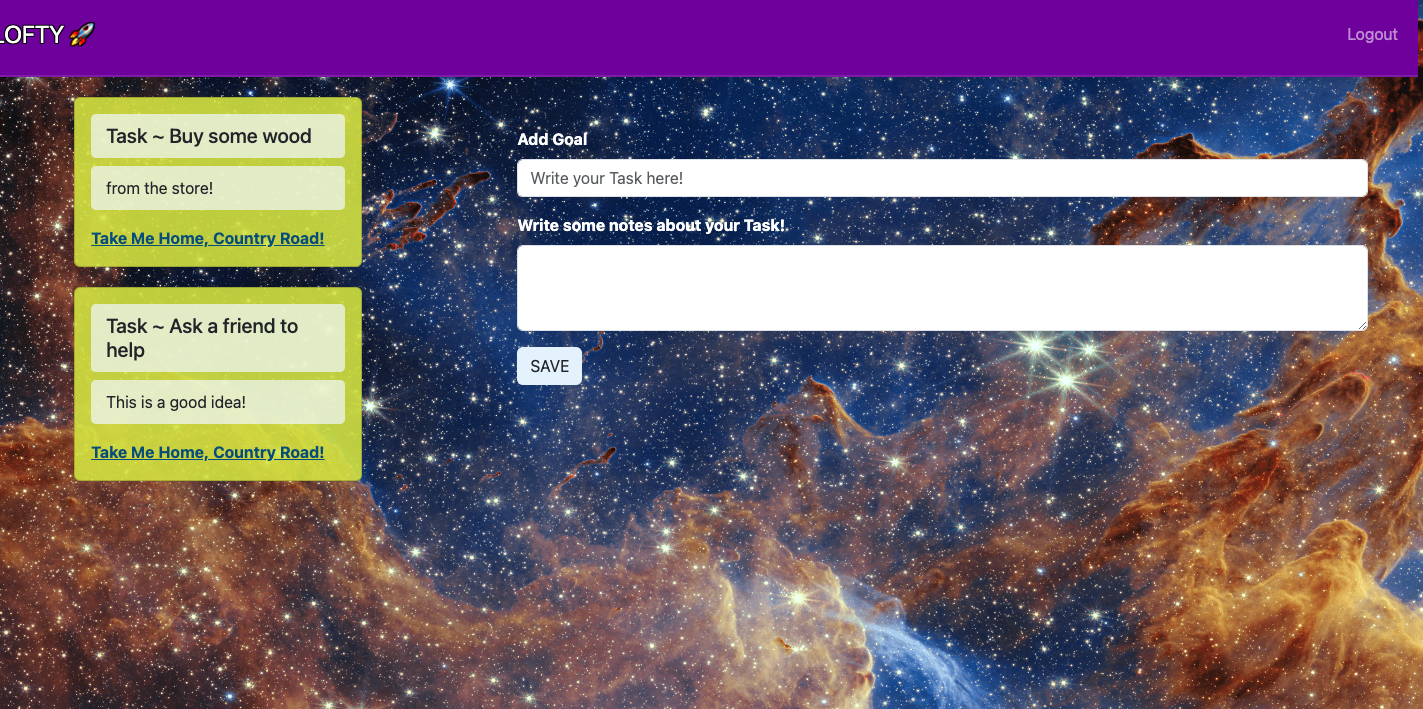 LOFTY 🚀
Logout
Task ~ Buy some wood
from the store!
Take Me Home, Country Road!
Task ~ Ask a friend to
help
This is a good idea!
Take Me Home, Country Road!
Add Goal
Write your Task here!
Write some notes about your Task!
SAVE